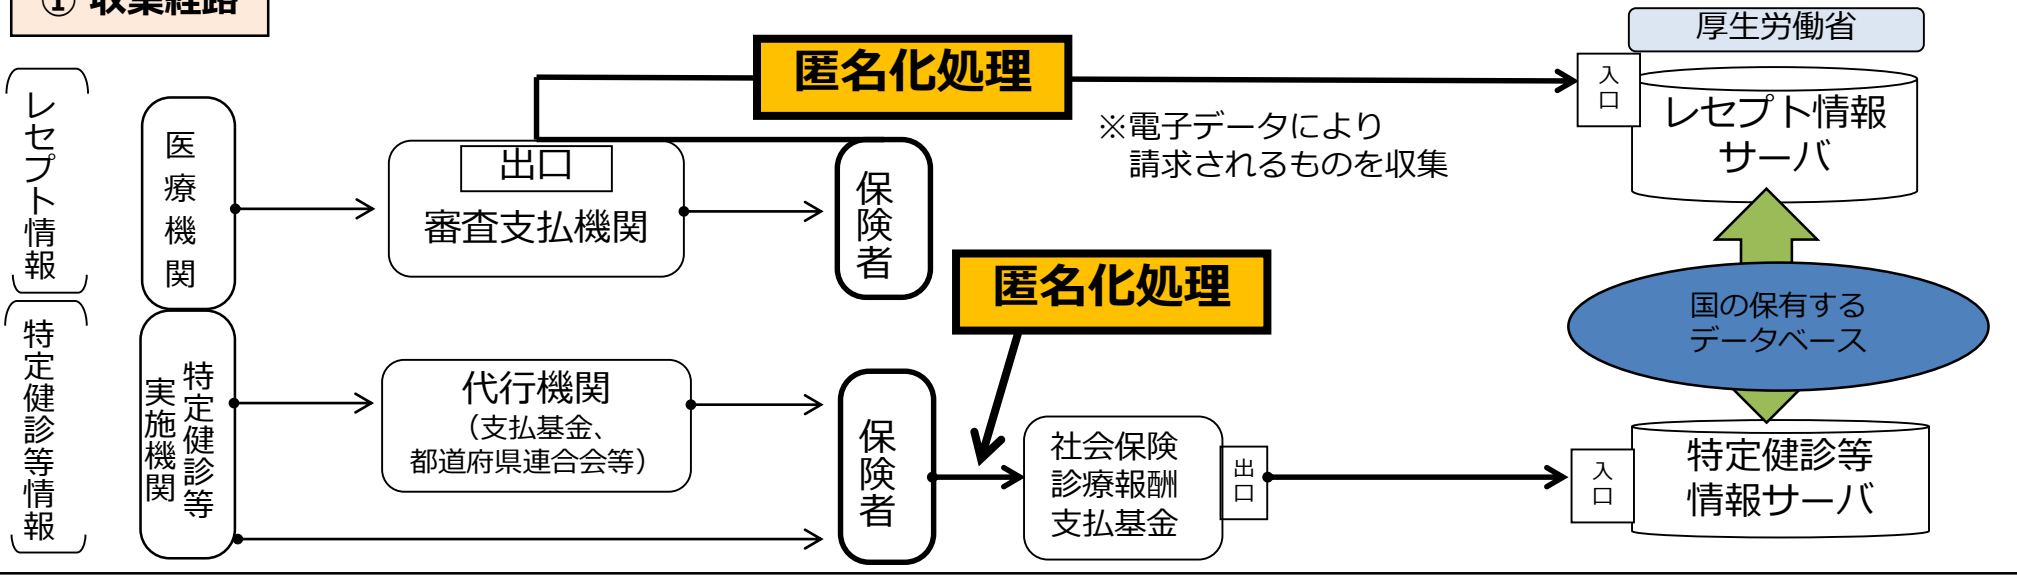 ① 収集経路
厚生労働省
匿名化処理
レセプト情報
医療機関
出口
審査支払機関
保険者
※電子データにより
請求されるものを収集
入口
レセプト情報
サーバ
匿名化処理
国の保有する
データベース
特定健診等情報
特定健診等
実施機関
代行機関
（支払基金、
都道府県連合会等）
保険者
社会保険
診療報酬
支払基金
出口
入口
特定健診等
情報サーバ